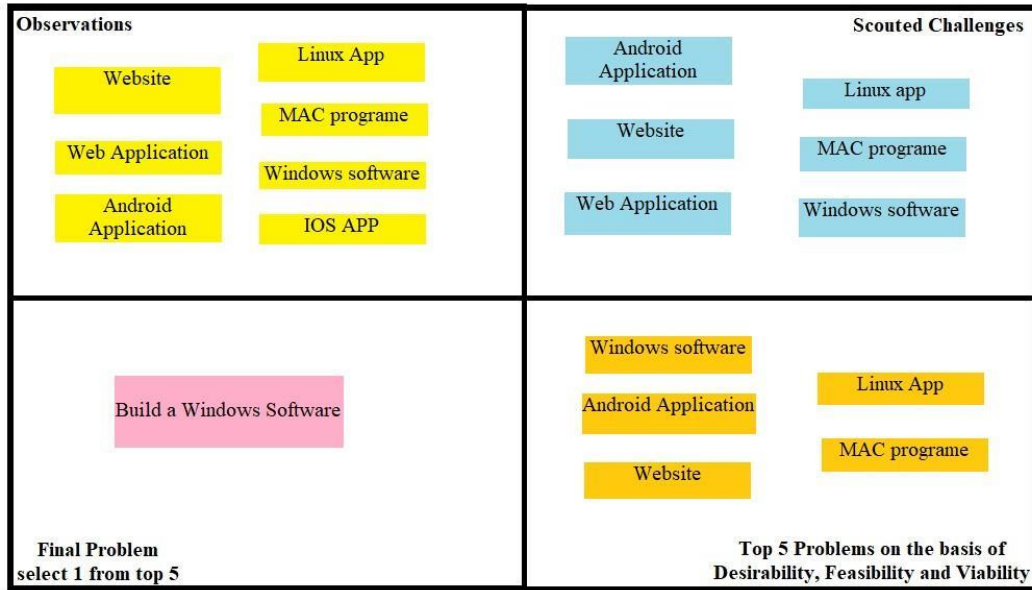 Observations
Website
Web Application
Android
Application
Linux App
MAC programe
Windows software
IOS APP
Scouted Challenges
Android
Application
Website
Web Application
Linux app
MAC programe
Windows software
Build a Windows Software
Final Problem
select 1 from top 5
Windows software
Android Application
Website
Linux App
MAC programe
Top 5 Problems on the basis of
Desirability, Feasibility and Viability